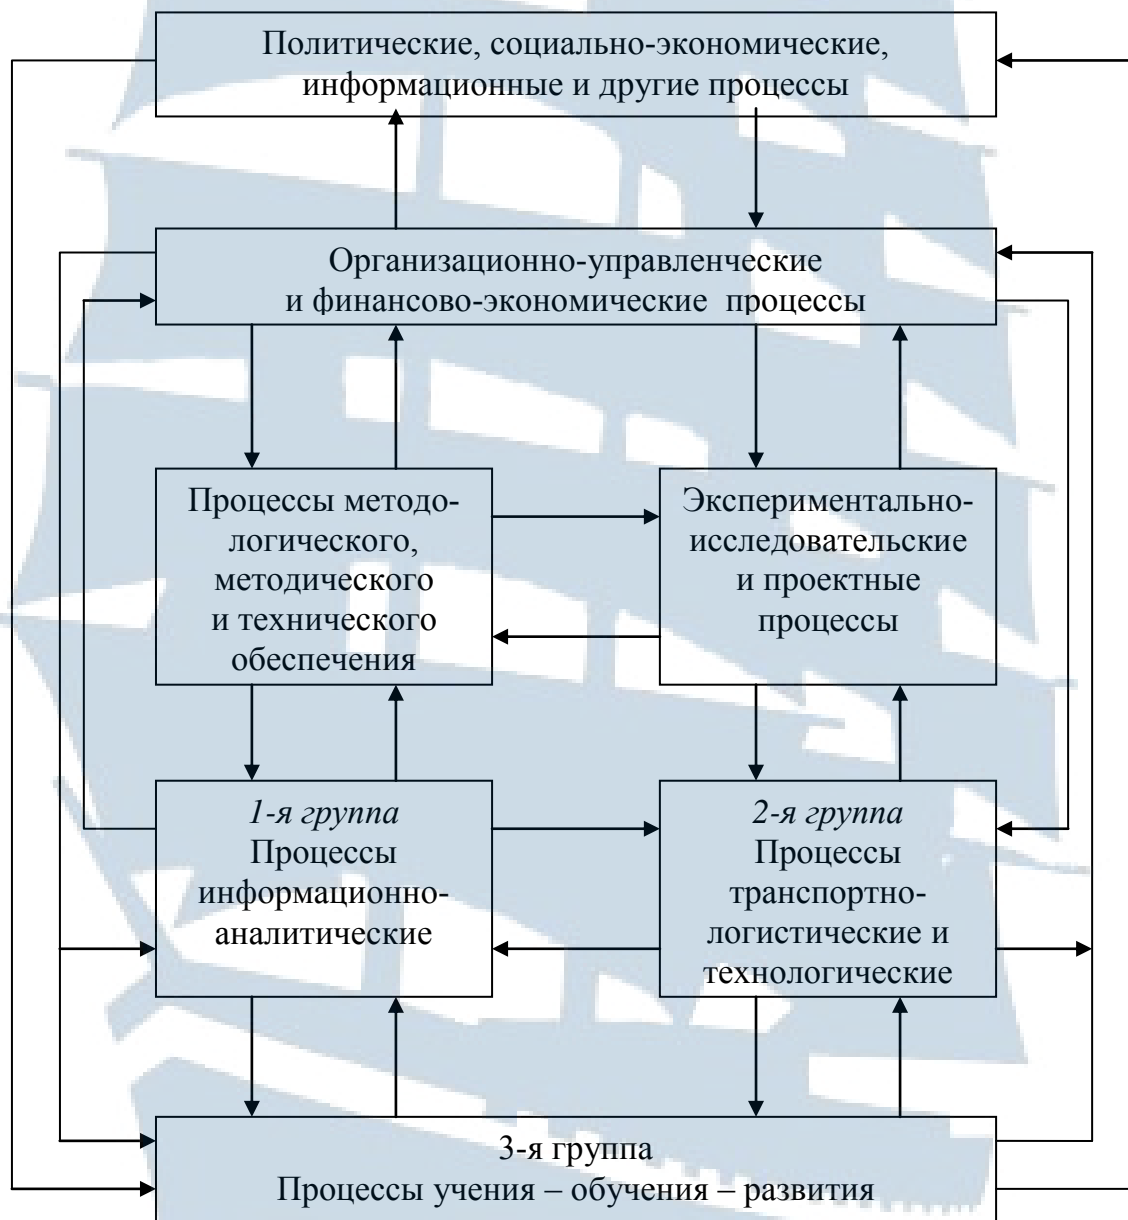 Политические, социально-экономические,
информационные и другие процессы
Организационно-управленческие
и финансово-экономические процессы
Процессы методо-
логического,
методического
и технического
обеспечения
Экспериментально-
исследовательские
и проектные
процессы
1-я группа
Процессы
информационно-
аналитические
2-я группа
Процессы
транспортно-
логистические и
технологические
3-я группа
Процессы учения – обучения – развития